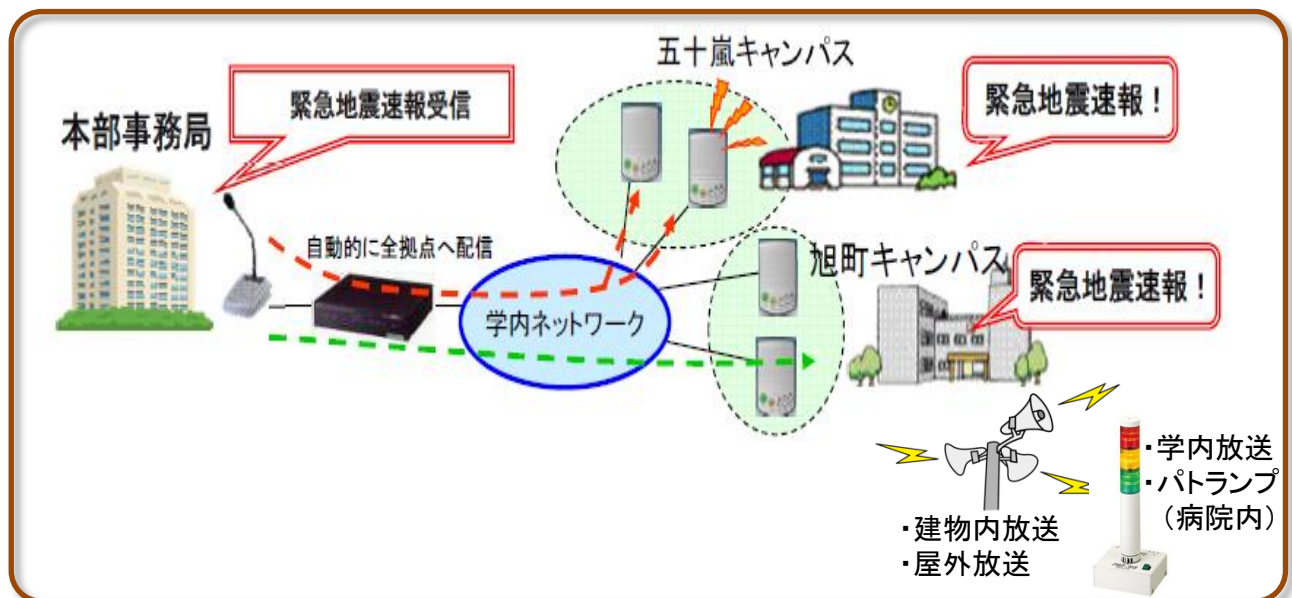 五十嵐キャンパス
緊急地震速報受信
緊急地震速報！
本部事務局
自動的に全拠点へ配信
旭町キャンパス
緊急地震速報！
学内ネットワーク
・学内放送
・パトランプ
（病院内）
・建物内放送
・屋外放送